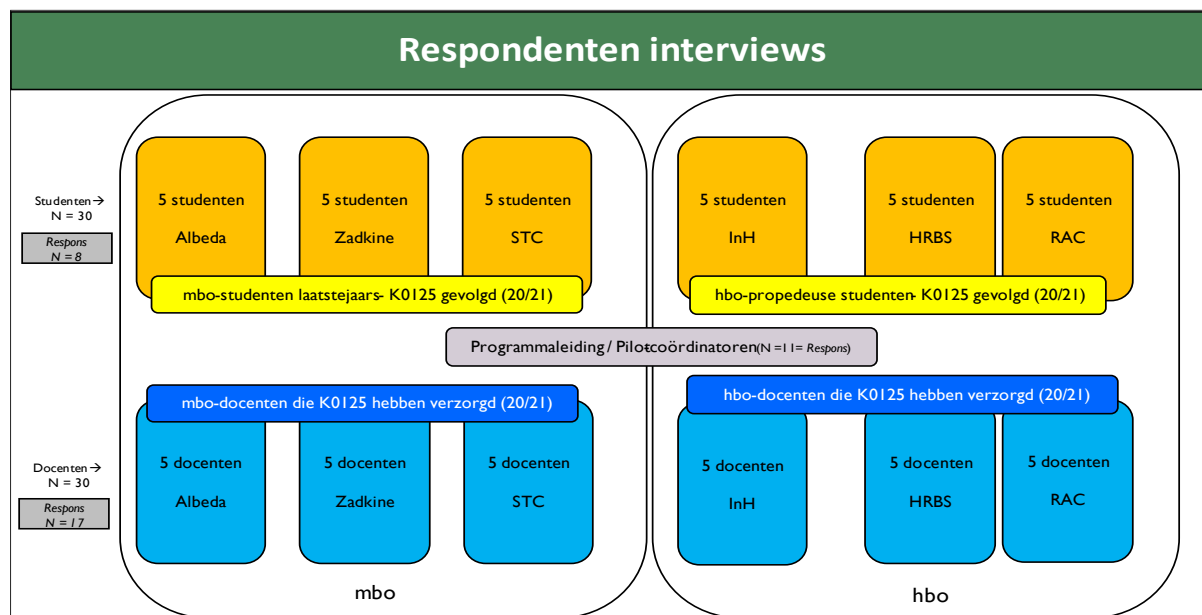 Respondenten interviews
Studenten→
N = 30
Respons
N = 8
5 studenten
Albeda
5 studenten
Zadkine
5 studenten
STC
5 studenten
InH
5 studenten
HRBS
5 studenten
RAC
mbo-studenten laatstejaars- K0125 gevolgd (20/21)
hbo-propedeuse studenten- K0125 gevolgd (20/21)
Programmaleiding / Pilot-coördinatoren (N =11= Respons)
mbo-docenten die K0125 hebben verzorgd (20/21)
hbo-docenten die K0125 hebben verzorgd (20/21)
Docenten→
N = 30
Respons
N = 17
5 docenten
Albeda
5 docenten
Zadkine
5 docenten
STC
5 docenten
InH
5 docenten
HRBS
5 docenten
RAC
mbo
hbo